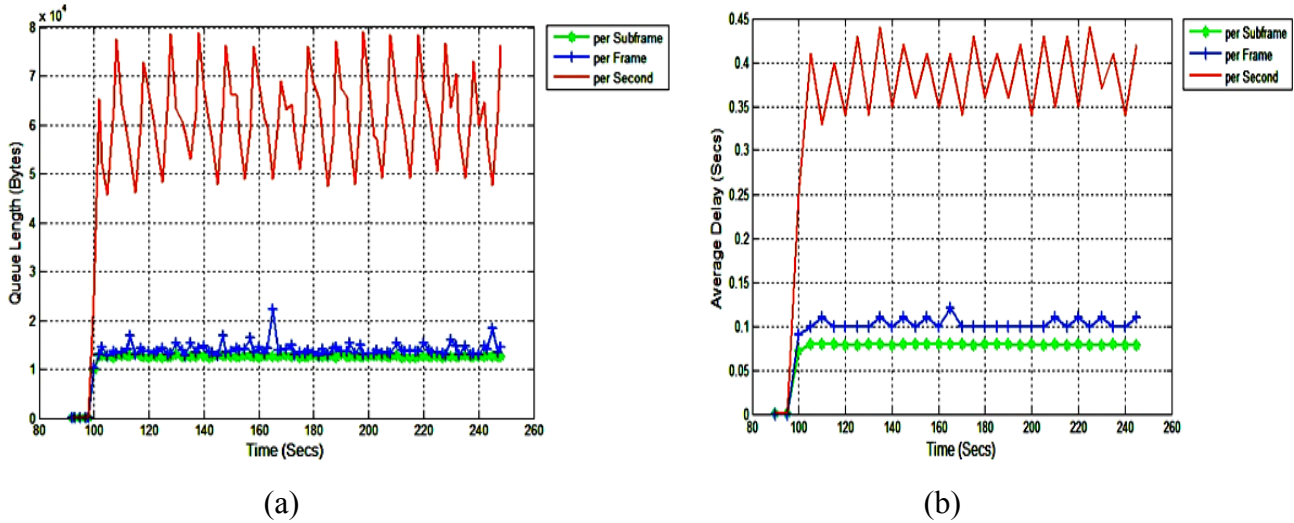 8 x 10⁴
7
6
5
4
3
2
1
0
80 100 120 140 160 180 200 220 240 260
Queue Length (Bytes)
Time (Secs)
per Subframe
per Frame
per Second
(a)
0.45
0.4
0.35
0.3
0.25
0.2
0.15
0.1
0.05
0
80 100 120 140 160 180 200 220 240 260
Average Delay (Secs)
Time (Secs)
per Subframe
per Frame
per Second
(b)